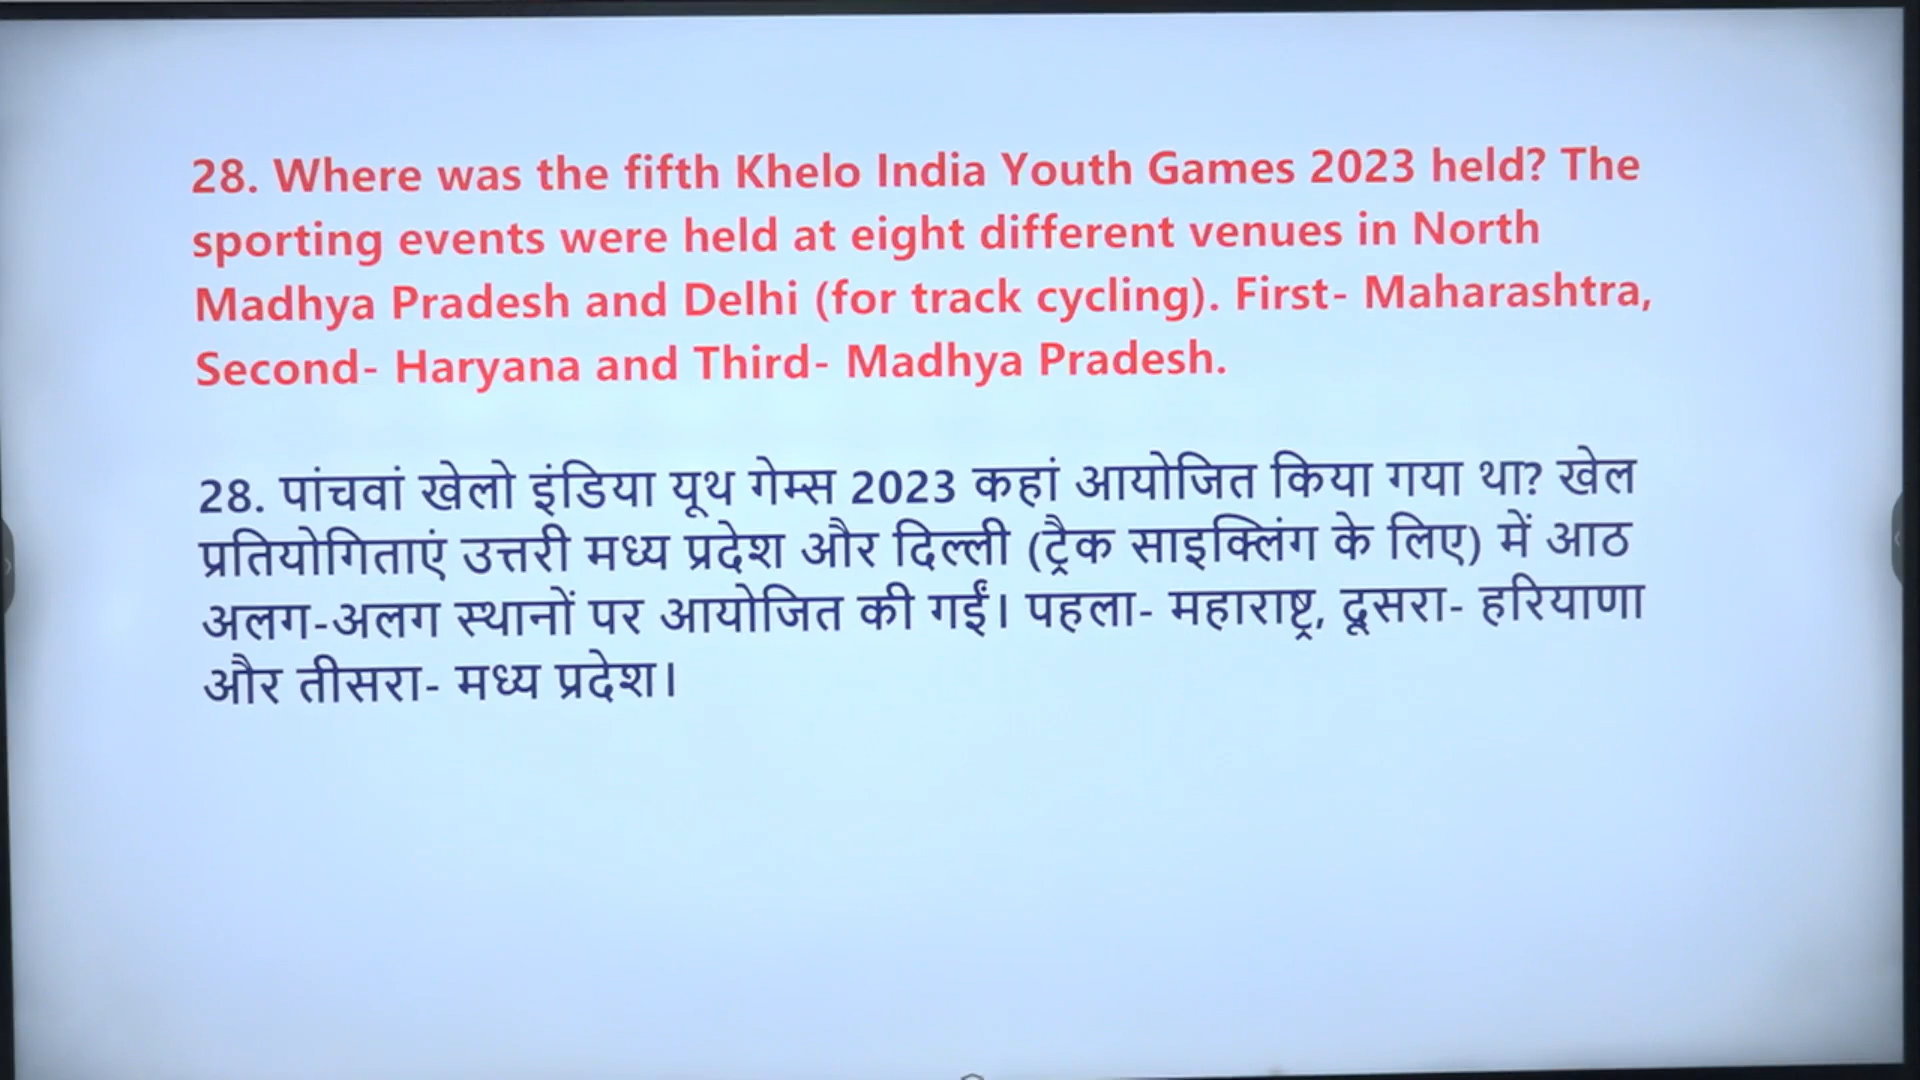 28. Where was the fifth Khelo India Youth Games 2023 held? The
sporting events were held at eight different venues in North
Madhya Pradesh and Delhi (for track cycling). First- Maharashtra,
Second- Haryana and Third- Madhya Pradesh.
28. पांचवां खेलो इंडिया यूथ गेम्स 2023 कहां आयोजित किया गया था? खेल
प्रतियोगिताएं उत्तरी मध्य प्रदेश और दिल्ली (ट्रैक साइक्लिंग के लिए) में आठ
अलग-अलग स्थानों पर आयोजित की गईं। पहला- महाराष्ट्र, दूसरा- हरियाणा
और तीसरा- मध्य प्रदेश।